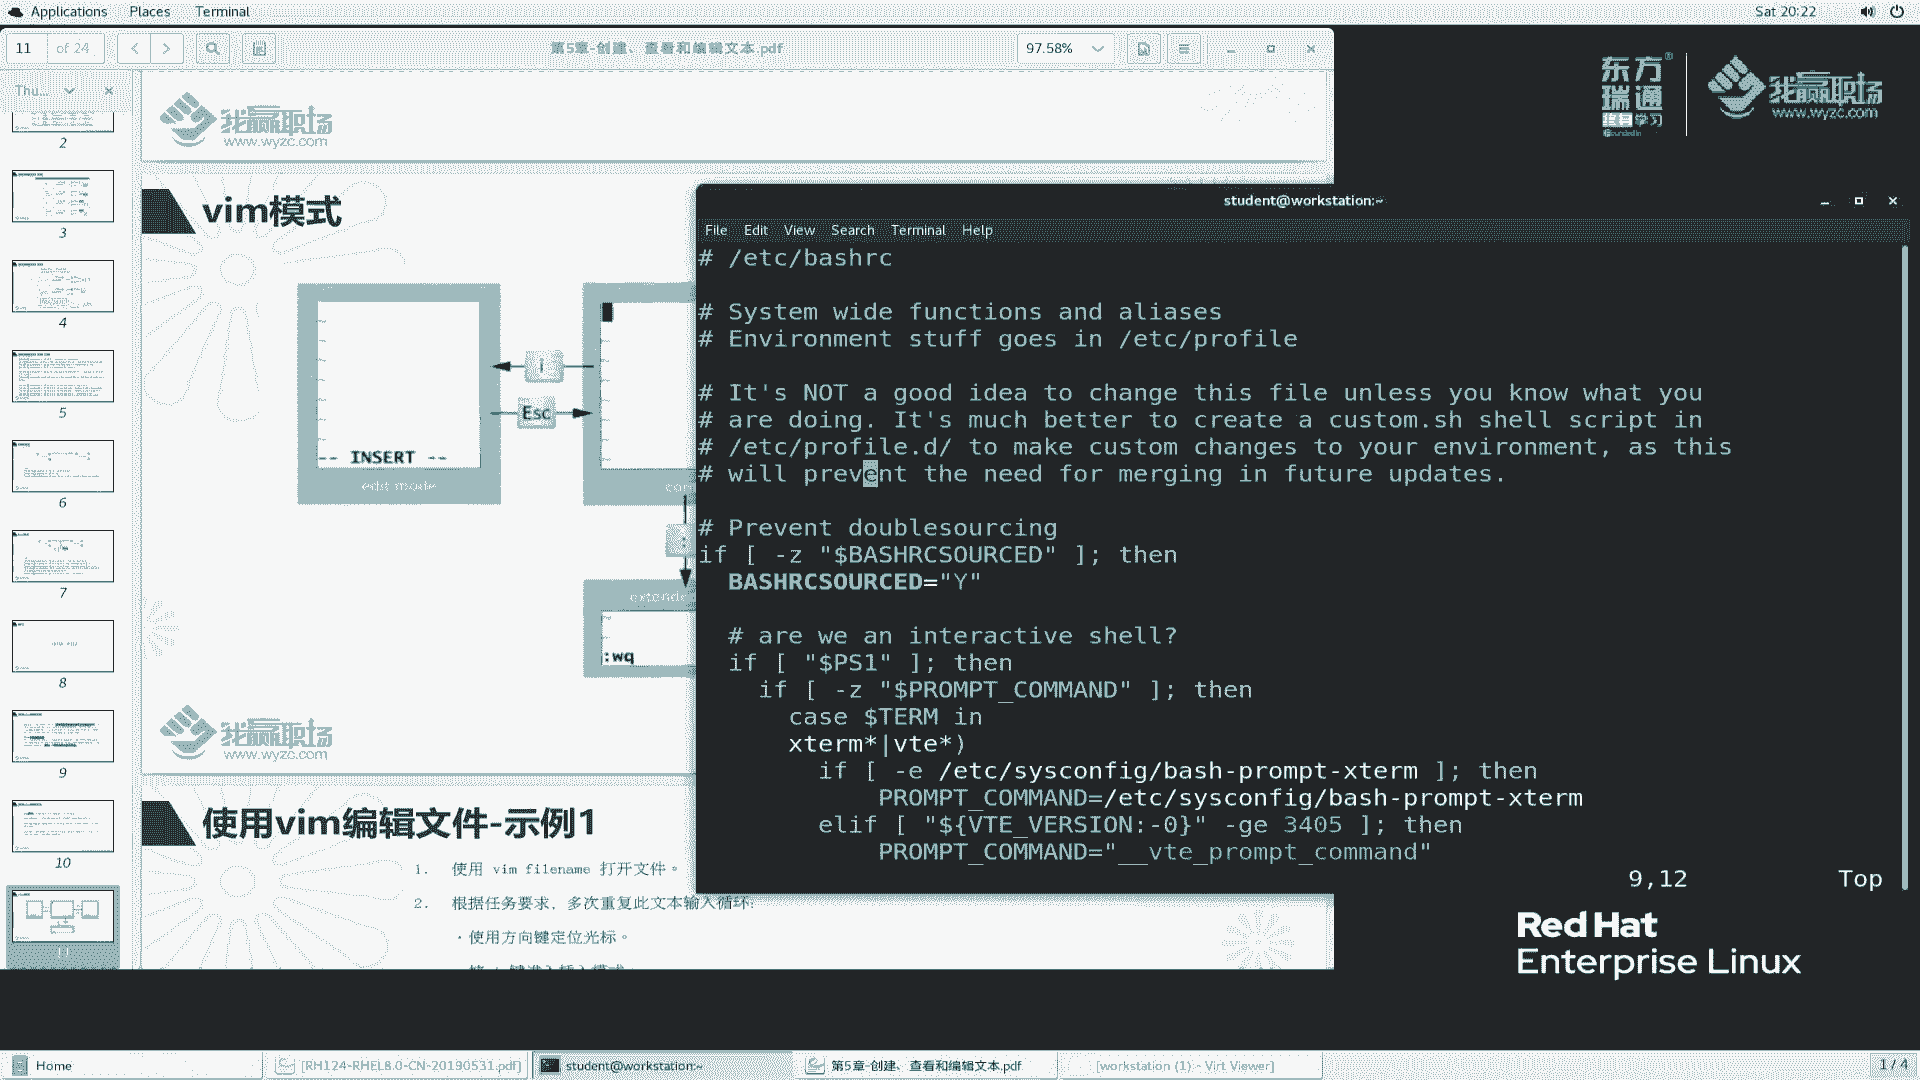 Applications Places Terminal Sat 20:22
11 of 24 第5章-创建、查看和编辑文本.pdf 97.58%
Thu...
东方瑞通®
终身学习
我赢职场
www.wyzc.com
我赢职场
www.wyzc.com
2
3
4
5
6
7
8
9
10
11
vim模式
i
Esc
-- INSERT --
edit mode
:
:wq
我赢职场
www.wyzc.com
使用vim编辑文件-示例1
1. 使用 vim filename 打开文件。
2. 根据任务要求，多次重复此文本输入循环：
·使用方向键定位光标。
student@workstation:~
File Edit View Search Terminal Help
# /etc/bashrc
# System wide functions and aliases
# Environment stuff goes in /etc/profile
# It's NOT a good idea to change this file unless you know what you
# are doing. It's much better to create a custom.sh shell script in
# /etc/profile.d/ to make custom changes to your environment, as this
# will prevent the need for merging in future updates.
# Prevent doublesourcing
if [ -z "$BASHRCSOURCED" ]; then
BASHRCSOURCED="Y"
# are we an interactive shell?
if [ "$PS1" ]; then
if [ -z "$PROMPT_COMMAND" ]; then
case $TERM in
xterm*|vte*)
if [ -e /etc/sysconfig/bash-prompt-xterm ]; then
PROMPT_COMMAND=/etc/sysconfig/bash-prompt-xterm
elif [ "${VTE_VERSION:-0}" -ge 3405 ]; then
PROMPT_COMMAND="__vte_prompt_command"
9,12 Top
Red Hat
Enterprise Linux
Home [RH124-RHEL8.0-CN-20190531.pdf] student@workstation:~ 第5章-创建、查看和编辑文本.pdf [workstation (1) - Virt Viewer] 1 / 4